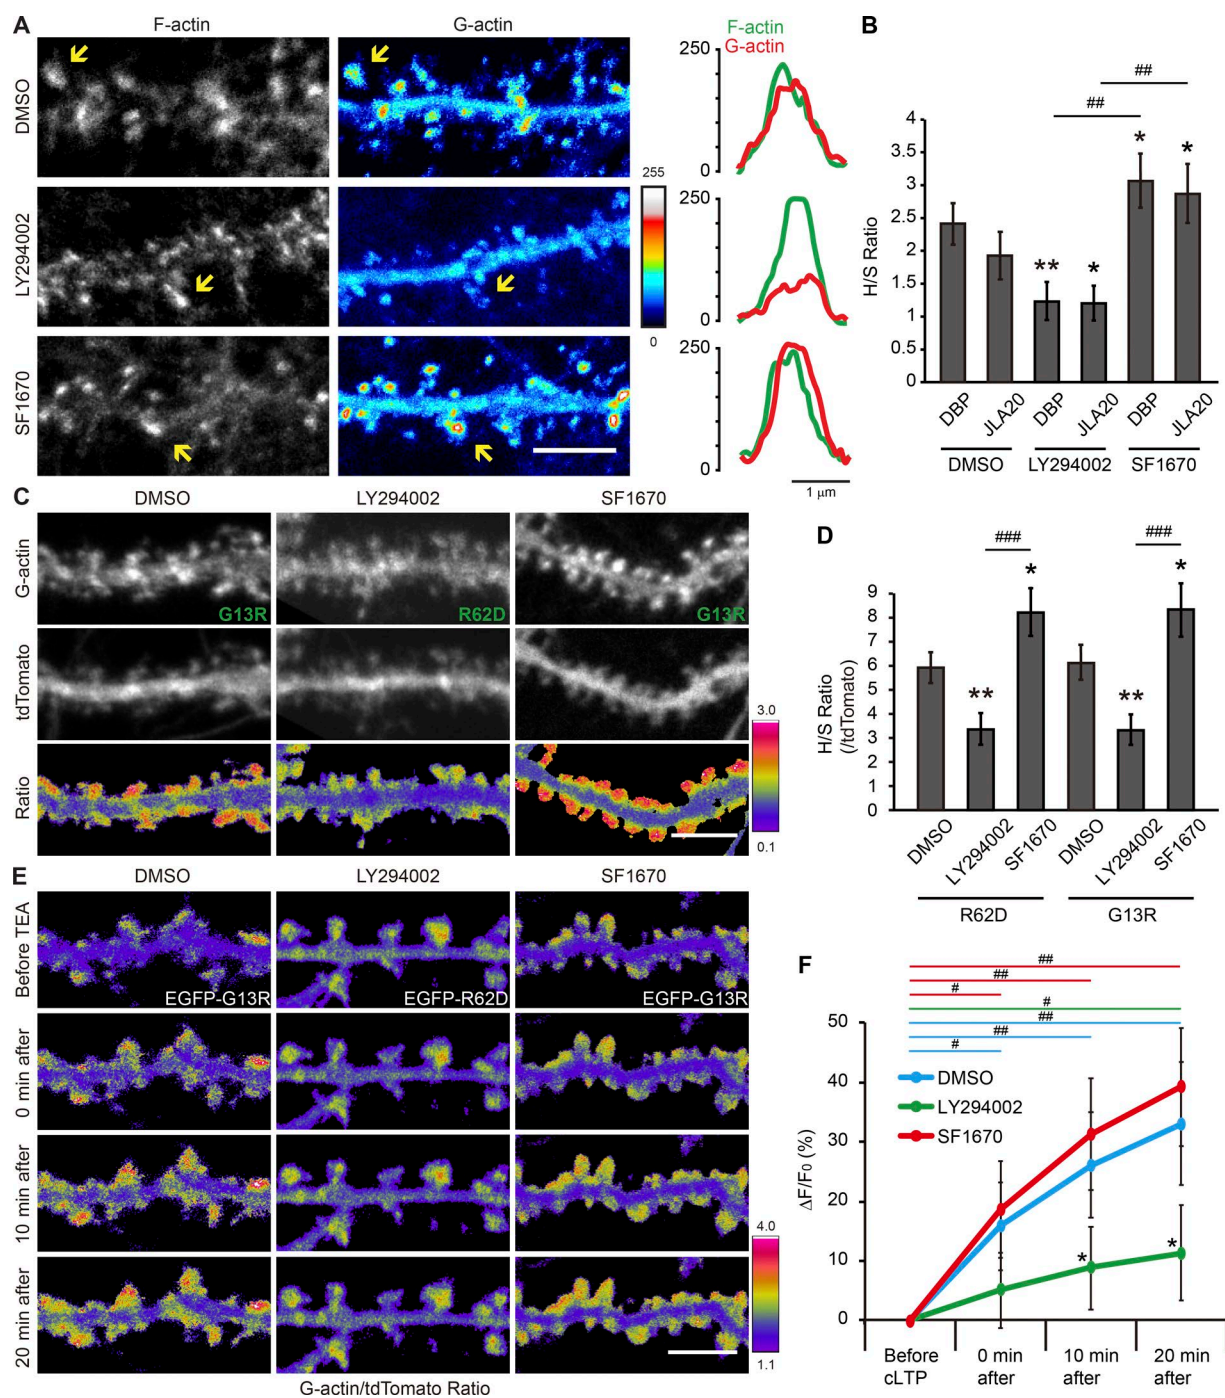 A
F-actin
G-actin
F-actin
G-actin
DMSO
LY294002
SF1670
255
0
250
0
250
0
250
0
1 μm
B
##
##
H/S Ratio
4
3.5
3
2.5
2
1.5
1
0.5
0
* *
** *
DBP JLA20 DBP JLA20 DBP JLA20
DMSO LY294002 SF1670
C
DMSO LY294002 SF1670
G-actin
G13R R62D G13R
tdTomato
Ratio
3.0
0.1
D
### ###
* *
** **
H/S Ratio
(/tdTomato)
9
8
7
6
5
4
3
2
1
0
DMSO LY294002 SF1670 DMSO LY294002 SF1670
R62D G13R
E
DMSO LY294002 SF1670
Before TEA
EGFP-G13R EGFP-R62D EGFP-G13R
0 min after
10 min after
20 min after
4.0
1.1
G-actin/tdTomato Ratio
F
##
##
#
#
##
##
#
50
40
30
20
10
0
ΔF/F0 (%)
DMSO
LY294002
SF1670
* *
Before 0 min 10 min 20 min
cLTP after after after